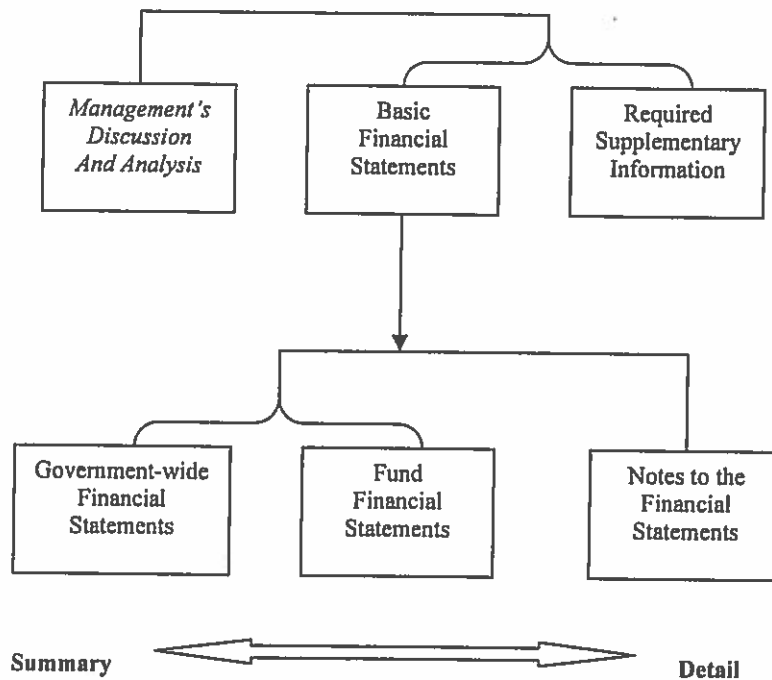 Management's
Discussion
And Analysis
Basic
Financial
Statements
Required
Supplementary
Information
Government-wide
Financial
Statements
Fund
Financial
Statements
Notes to the
Financial
Statements
Summary
Detail